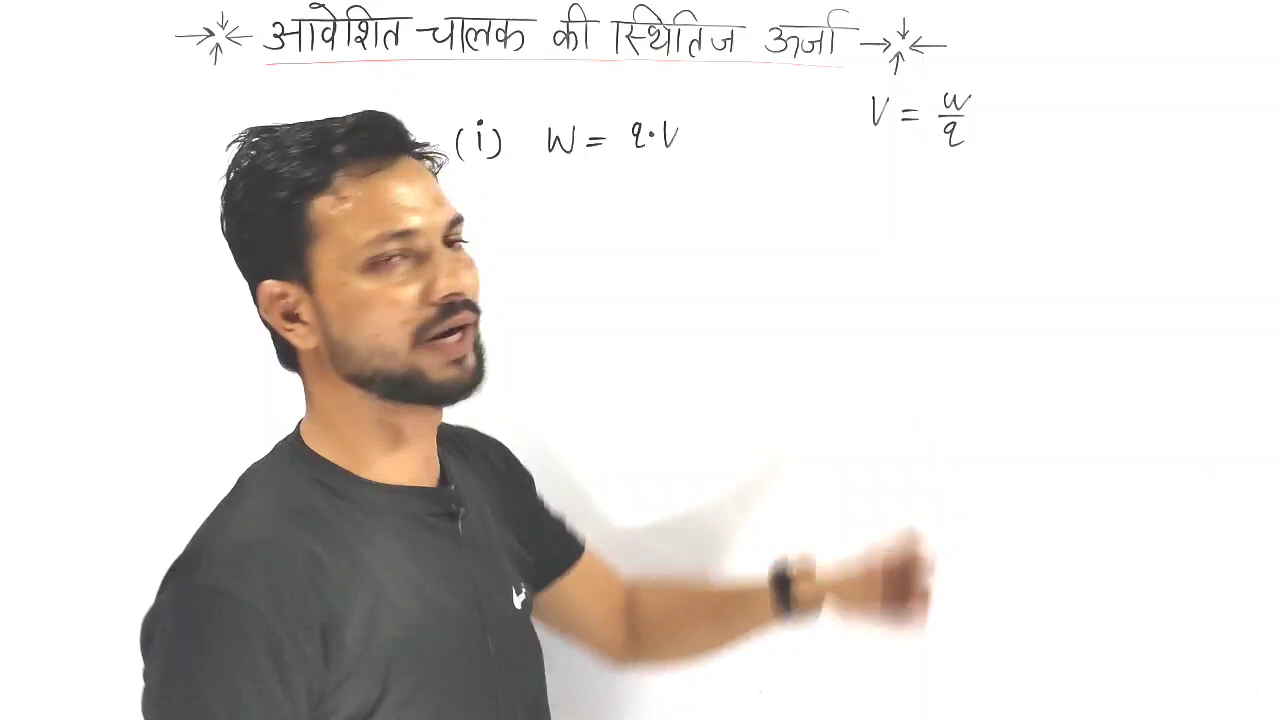 आवेशित चालक की स्थितिज ऊर्जा
V = w/q
(i) W = q·V